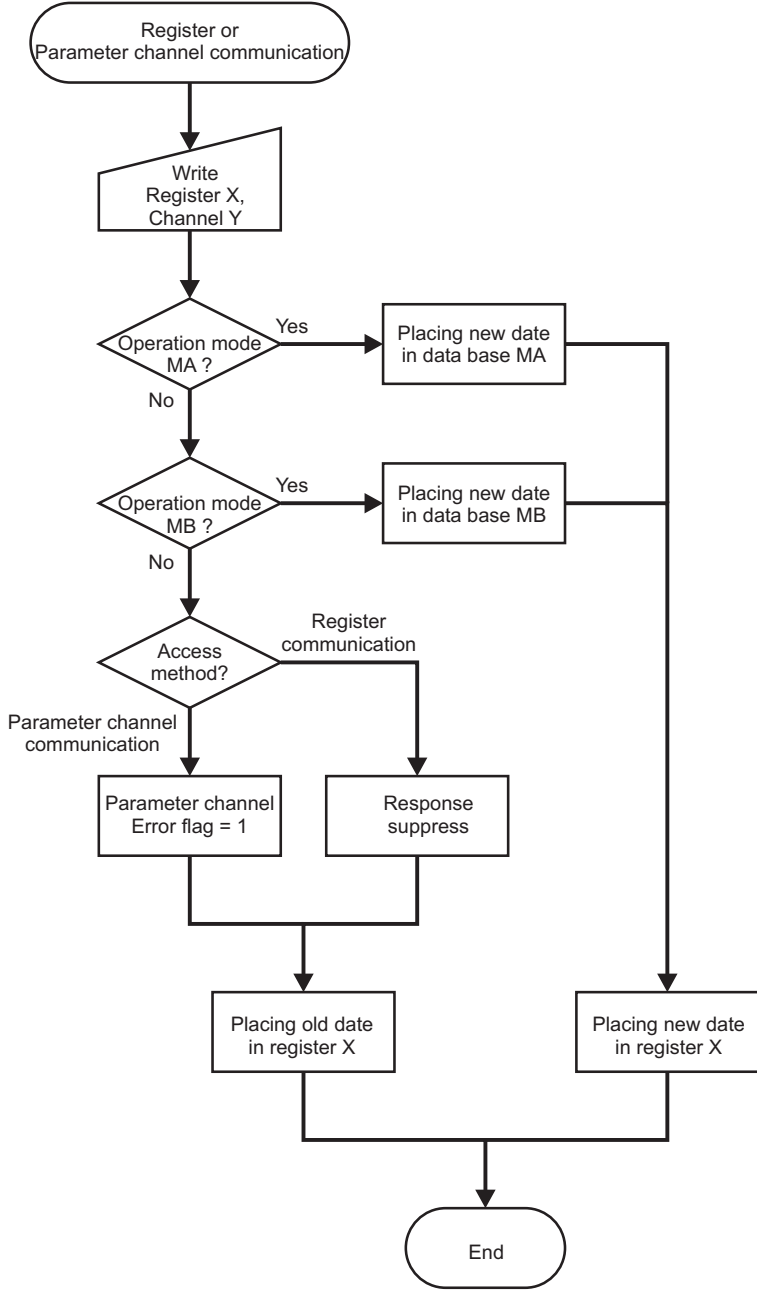 Register or
Parameter channel communication
Write
Register X,
Channel Y
Operation mode
MA ?
Yes
Placing new date
in data base MA
No
Operation mode
MB ?
Yes
Placing new date
in data base MB
No
Access
method?
Register
communication
Parameter channel
communication
Parameter channel
Error flag = 1
Response
suppress
Placing old date
in register X
Placing new date
in register X
End